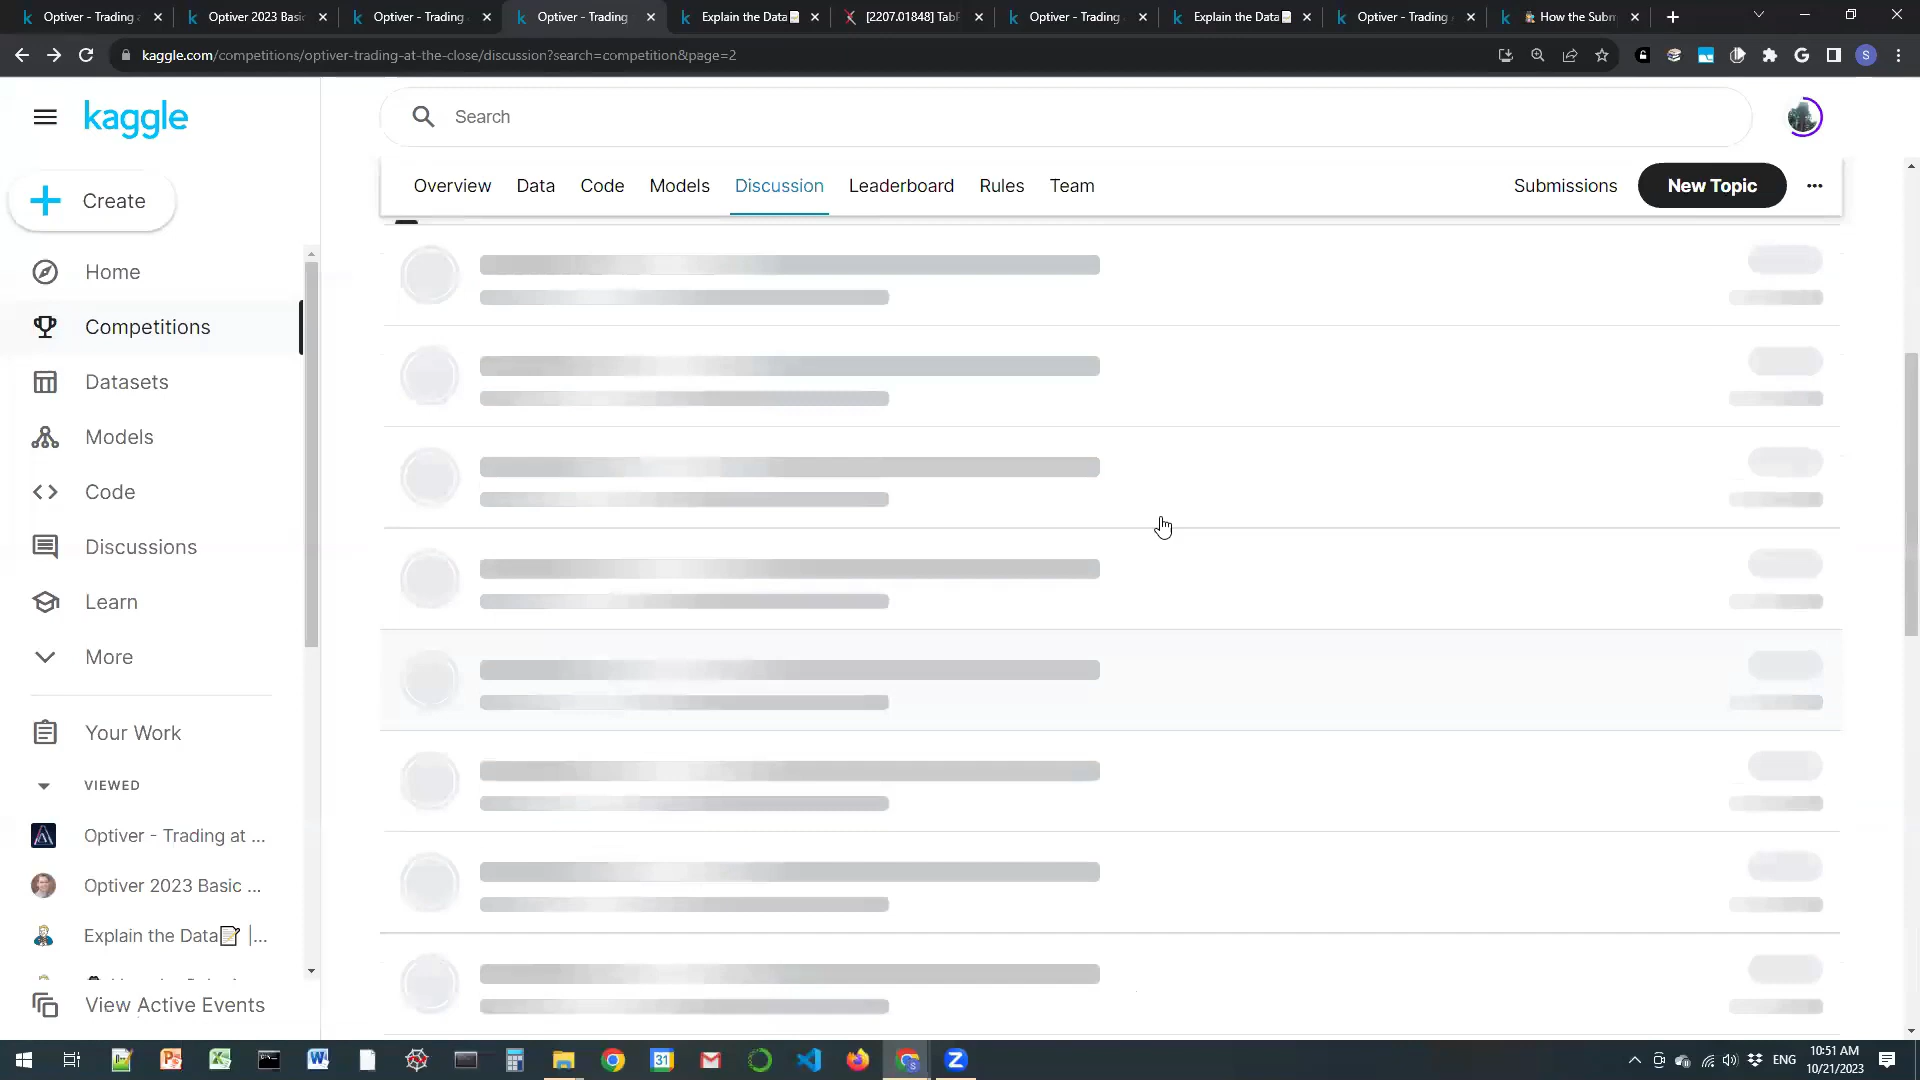 Optiver - Trading
Optiver 2023 Basic
Optiver - Trading
Optiver - Trading
Explain the Data
[2207.01848] TabP
Optiver - Trading
Explain the Data
Optiver - Trading
How the Subm
kaggle.com/competitions/optiver-trading-at-the-close/discussion?search=competition&page=2
S
kaggle
Search
Create
Overview
Data
Code
Models
Discussion
Leaderboard
Rules
Team
Submissions
New Topic
Home
Competitions
Datasets
Models
Code
Discussions
Learn
More
Your Work
VIEWED
Optiver - Trading at ...
Optiver 2023 Basic ...
Explain the Data📝 |...
View Active Events
ENG
10:51 AM
10/21/2023